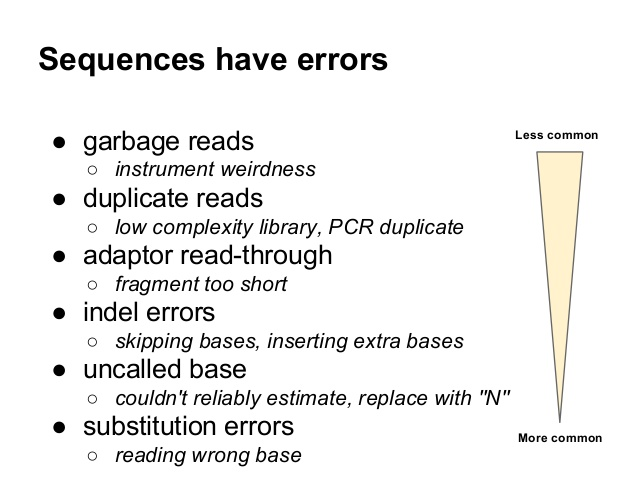 Sequences have errors
Less common
● garbage reads
○ instrument weirdness
● duplicate reads
○ low complexity library, PCR duplicate
● adaptor read-through
○ fragment too short
● indel errors
○ skipping bases, inserting extra bases
● uncalled base
○ couldn't reliably estimate, replace with "N"
● substitution errors
○ reading wrong base
More common